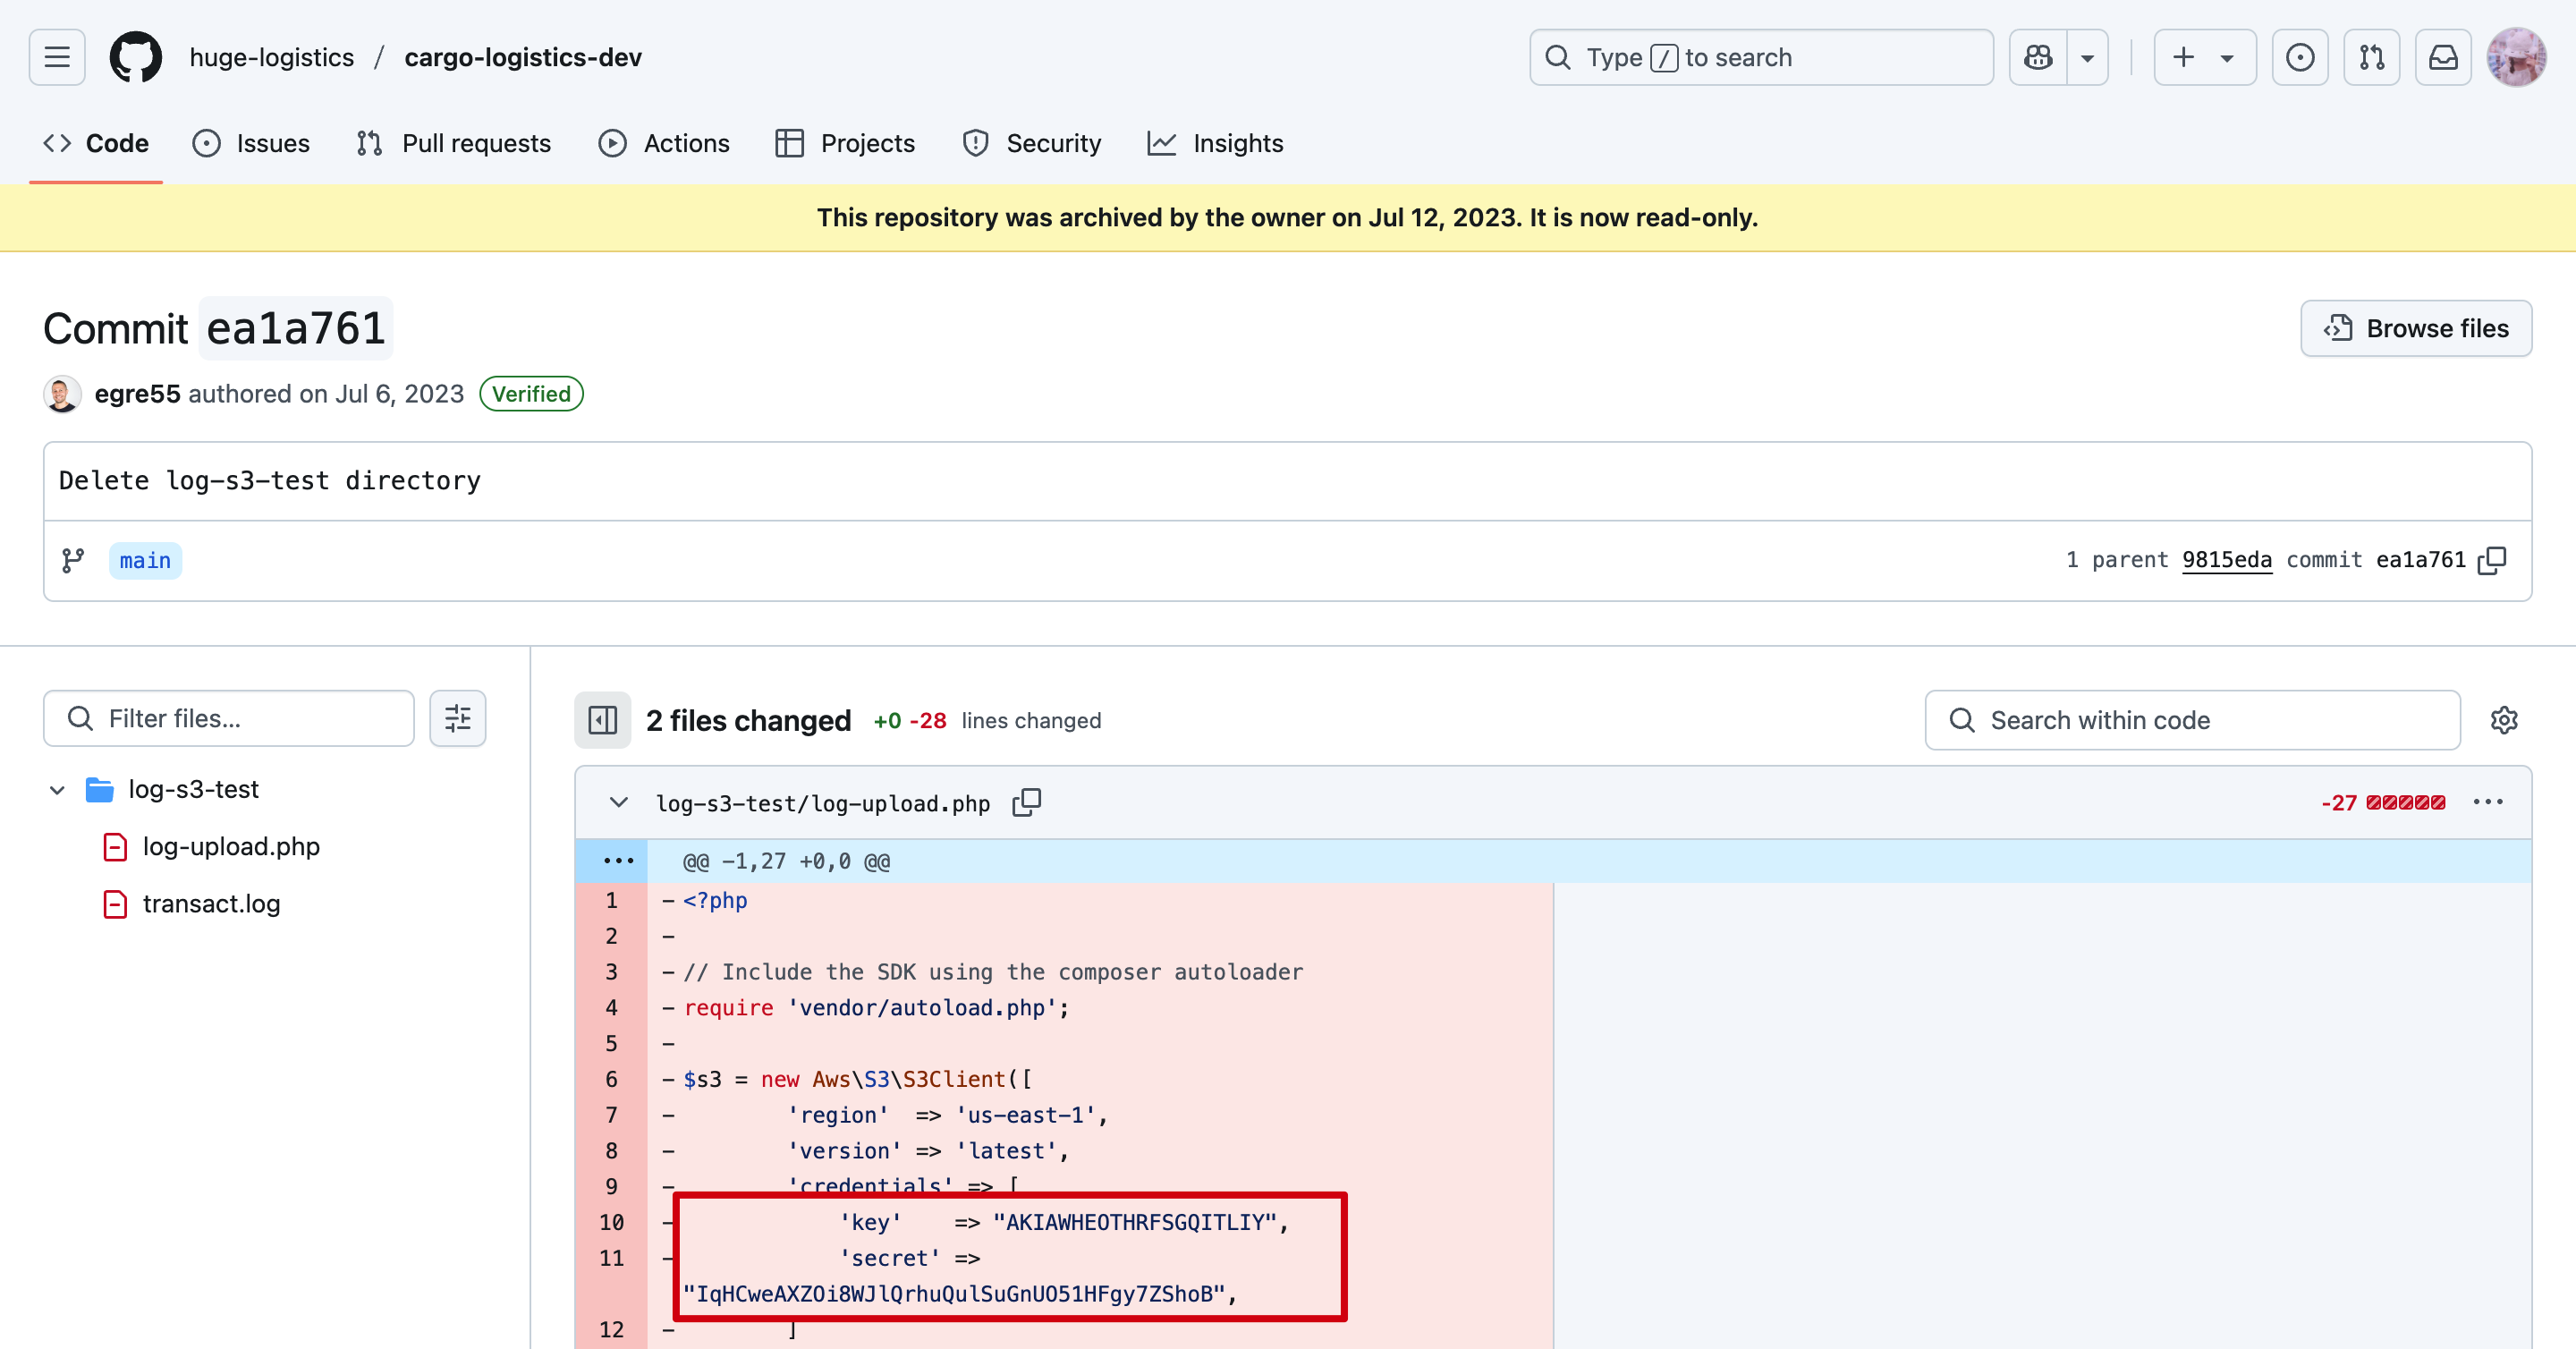 huge-logistics / cargo-logistics-dev
Type / to search
Code
Issues
Pull requests
Actions
Projects
Security
Insights
This repository was archived by the owner on Jul 12, 2023. It is now read-only.
Commit ea1a761
Browse files
egre55 authored on Jul 6, 2023 Verified
Delete log-s3-test directory
main
1 parent 9815eda commit ea1a761
Filter files...
log-s3-test
log-upload.php
transact.log
2 files changed +0 -28 lines changed
Search within code
log-s3-test/log-upload.php
-27
@@ -1,27 +0,0 @@
1 - <?php
2 -
3 - // Include the SDK using the composer autoloader
4 - require 'vendor/autoload.php';
5 -
6 - $s3 = new Aws\S3\S3Client([
7 - 'region' => 'us-east-1',
8 - 'version' => 'latest',
9 - 'credentials' => [
10 - 'key' => "AKIAWHEOTHRFSGQITLIY",
11 - 'secret' =>
"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",
12 - ]